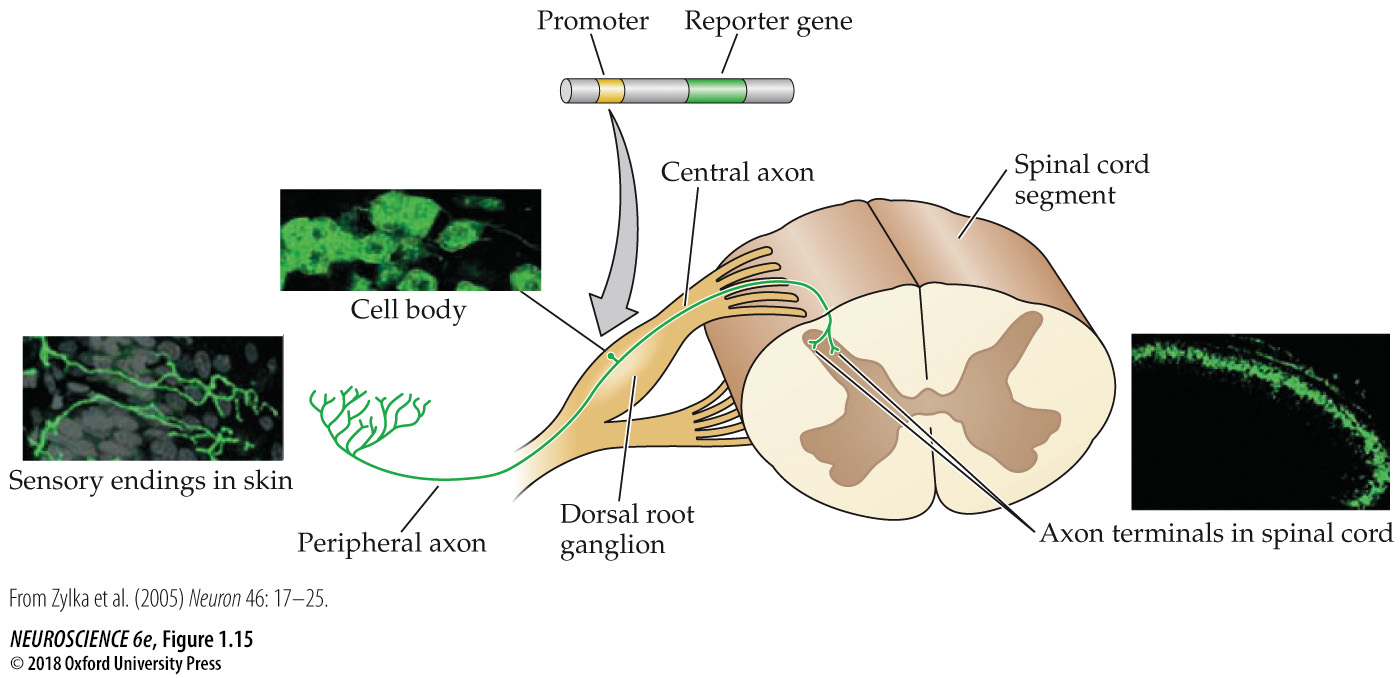 Promoter
Reporter gene
Central axon
Spinal cord
segment
Cell body
Sensory endings in skin
Peripheral axon
Dorsal root
ganglion
Axon terminals in spinal cord
From Zylka et al. (2005) Neuron 46: 17–25.
NEUROSCIENCE 6e, Figure 1.15
© 2018 Oxford University Press